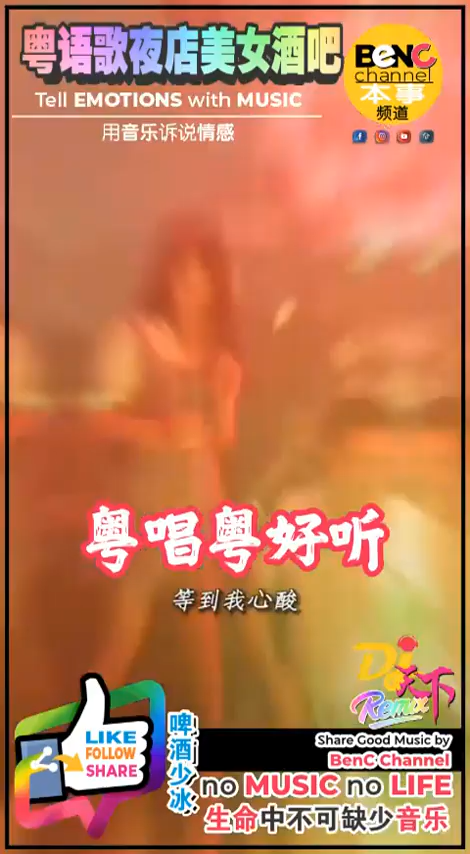 粤语歌夜店美女酒吧
Tell EMOTIONS with MUSIC
用音乐诉说情感
BENC
channel
本事
频道
粤唱粤好听
等到我心酸
DJ
天下
Remix
LIKE
FOLLOW
SHARE
啤酒少冰
Share Good Music by
BenC Channel
no MUSIC no LIFE
生命中不可缺少音乐